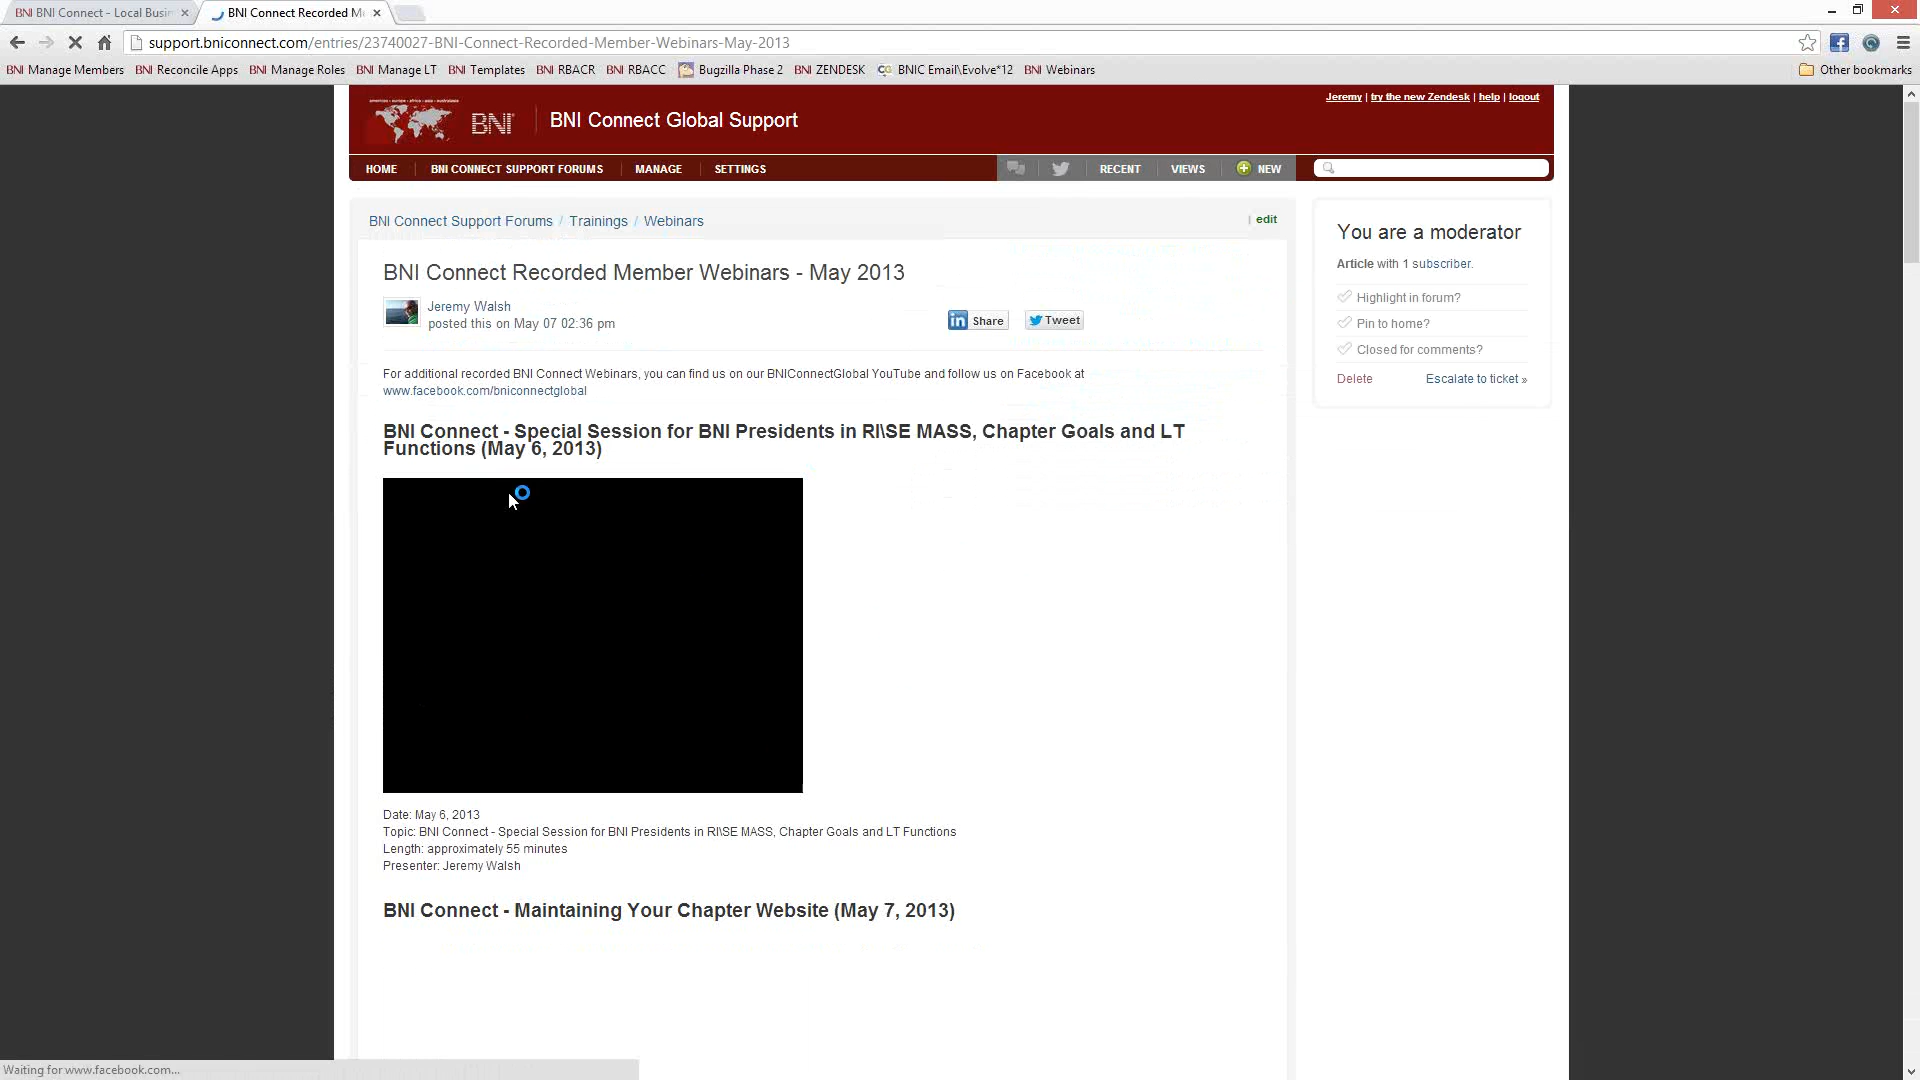 BNI BNI Connect - Local Busin
BNI Connect Recorded M
support.bniconnect.com/entries/23740027-BNI-Connect-Recorded-Member-Webinars-May-2013
BNI Manage Members BNI Reconcile Apps BNI Manage Roles BNI Manage LT BNI Templates BNI RBACR BNI RBACC Bugzilla Phase 2 BNI ZENDESK BNIC Email\Evolve*12 BNI Webinars Other bookmarks
americas • europe • africa • asia • australasia
Jeremy | try the new Zendesk | help | logout
BNI BNI Connect Global Support
HOME BNI CONNECT SUPPORT FORUMS MANAGE SETTINGS RECENT VIEWS NEW
BNI Connect Support Forums / Trainings / Webinars | edit
You are a moderator
Article with 1 subscriber.
Highlight in forum?
Pin to home?
Closed for comments?
Delete Escalate to ticket »
BNI Connect Recorded Member Webinars - May 2013
Jeremy Walsh
posted this on May 07 02:36 pm
in Share Tweet
For additional recorded BNI Connect Webinars, you can find us on our BNIConnectGlobal YouTube and follow us on Facebook at
www.facebook.com/bniconnectglobal
BNI Connect - Special Session for BNI Presidents in RI\SE MASS, Chapter Goals and LT
Functions (May 6, 2013)
Date: May 6, 2013
Topic: BNI Connect - Special Session for BNI Presidents in RI\SE MASS, Chapter Goals and LT Functions
Length: approximately 55 minutes
Presenter: Jeremy Walsh
BNI Connect - Maintaining Your Chapter Website (May 7, 2013)
Waiting for www.facebook.com...